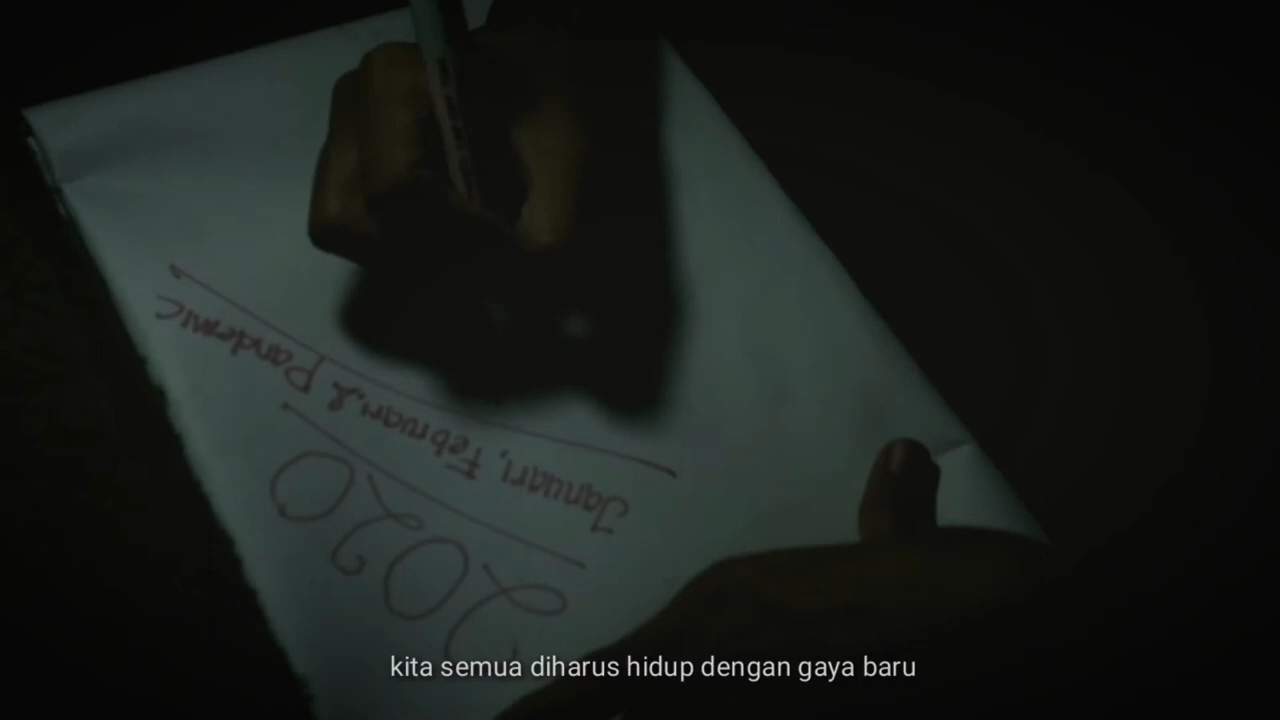 2020
Januari, Februari, & Pandemic
kita semua diharus hidup dengan gaya baru